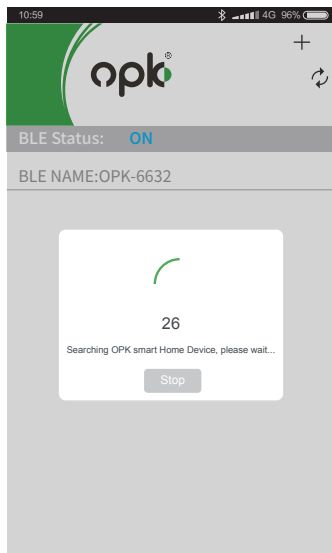 10:59 4G 96%
opk®
+
BLE Status: ON
BLE NAME:OPK-6632
26
Searching OPK smart Home Device, please wait...
Stop